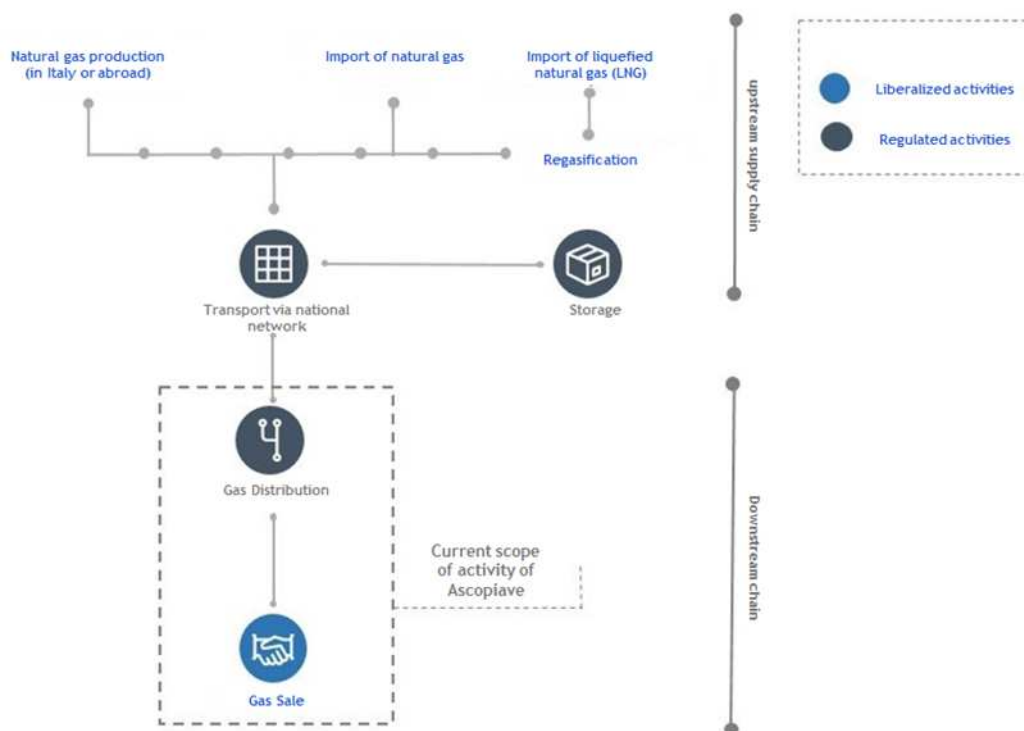 Natural gas production
(in Italy or abroad)
Import of natural gas
Import of liquefied
natural gas (LNG)
Regasification
upstream supply chain
Liberalized activities
Regulated activities
Transport via national
network
Storage
Gas Distribution
Current scope
of activity of
Ascopiave
Downstream chain
Gas Sale